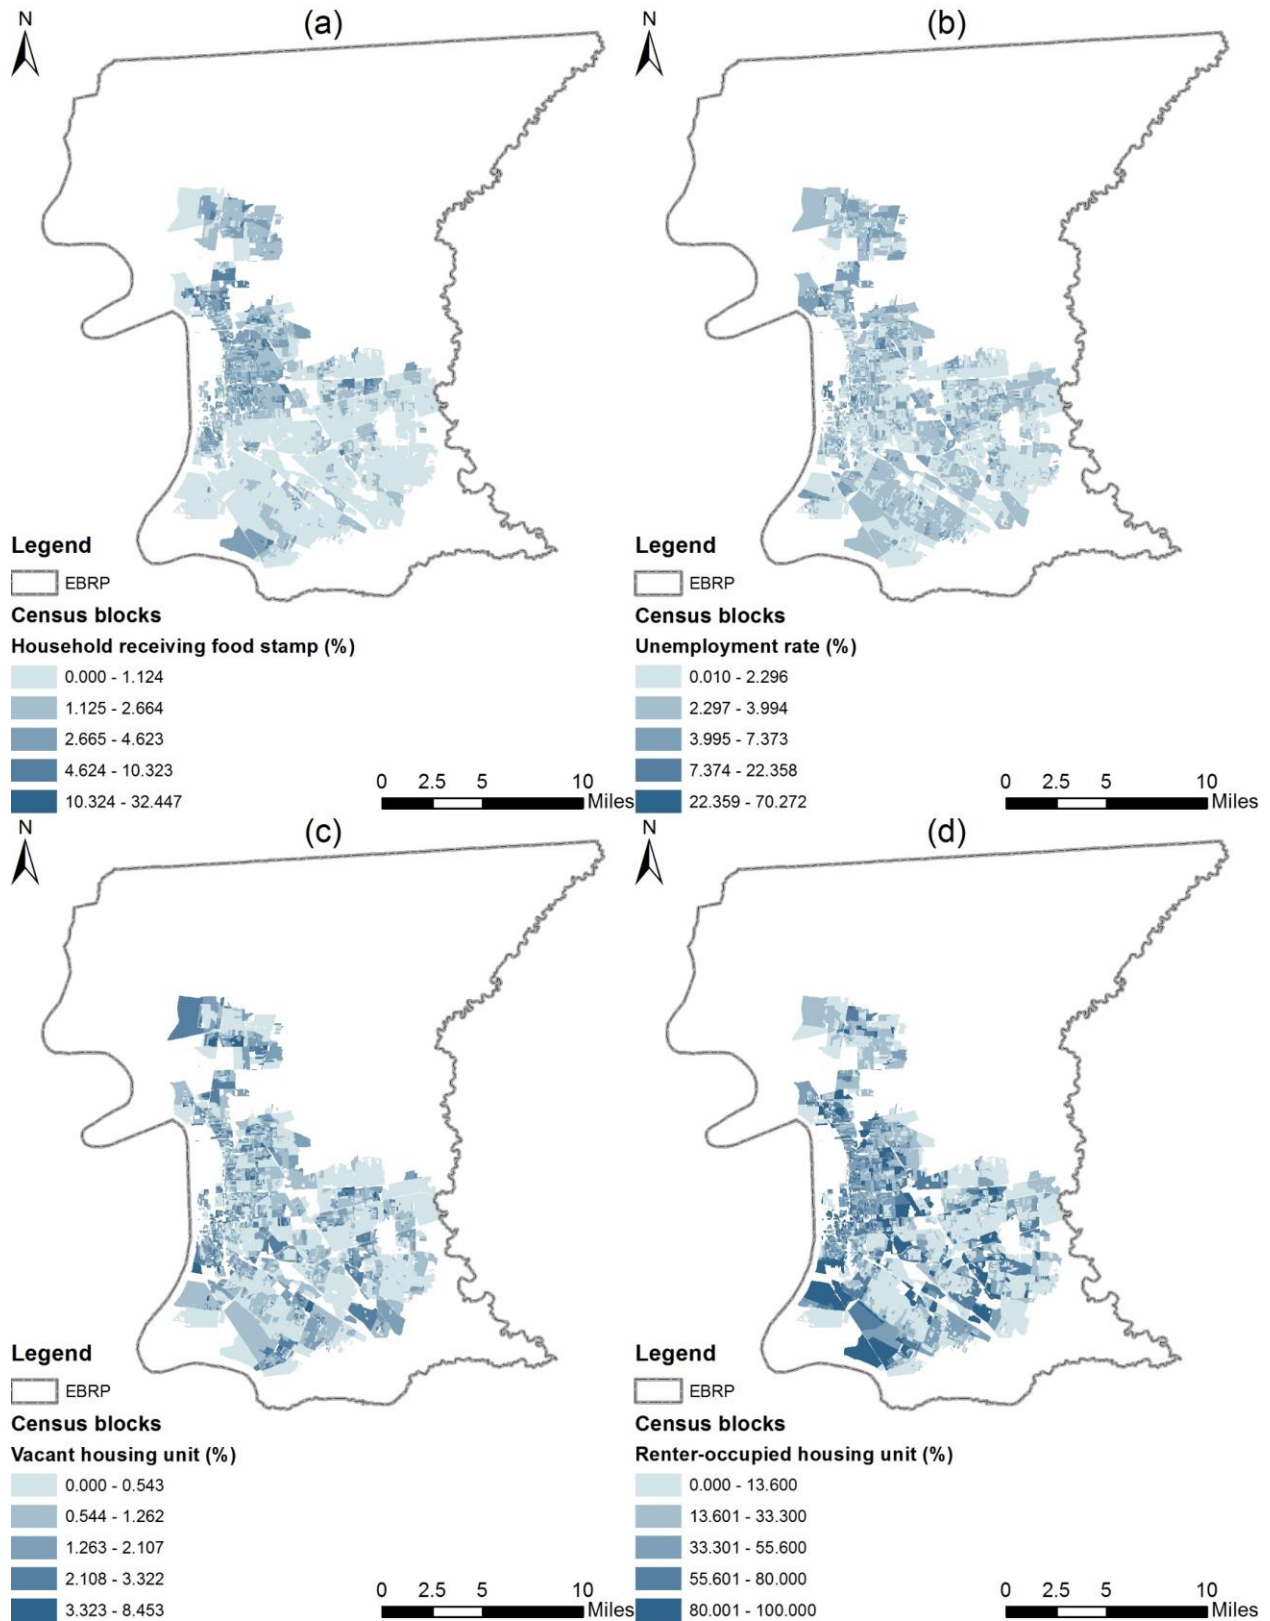 N
(a)
Legend
EBRP
Census blocks
Household receiving food stamp (%)
0.000 - 1.124
1.125 - 2.664
2.665 - 4.623
4.624 - 10.323
10.324 - 32.447
0 2.5 5 10
Miles
N
(b)
Legend
EBRP
Census blocks
Unemployment rate (%)
0.010 - 2.296
2.297 - 3.994
3.995 - 7.373
7.374 - 22.358
22.359 - 70.272
0 2.5 5 10
Miles
N
(c)
Legend
EBRP
Census blocks
Vacant housing unit (%)
0.000 - 0.543
0.544 - 1.262
1.263 - 2.107
2.108 - 3.322
3.323 - 8.453
0 2.5 5 10
Miles
N
(d)
Legend
EBRP
Census blocks
Renter-occupied housing unit (%)
0.000 - 13.600
13.601 - 33.300
33.301 - 55.600
55.601 - 80.000
80.001 - 100.000
0 2.5 5 10
Miles